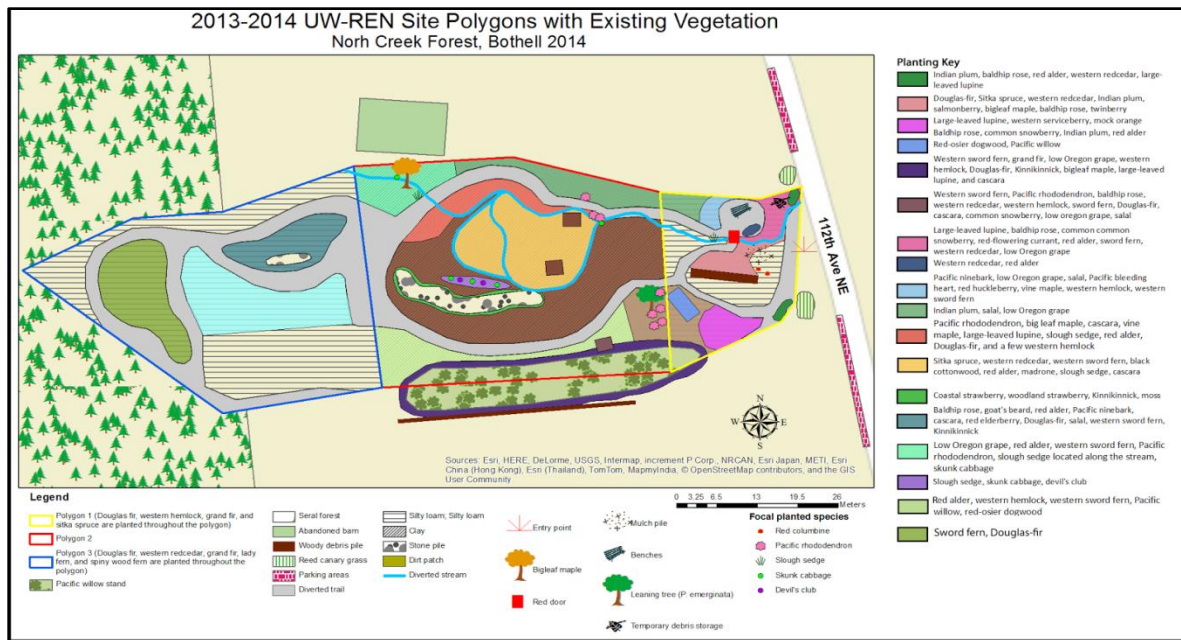 2013-2014 UW-REN Site Polygons with Existing Vegetation
Norh Creek Forest, Bothell 2014
112th Ave NE
N
W
E
S
Sources: Esri, HERE, DeLorme, USGS, Intermap, increment P Corp., NRCAN, Esri Japan, METI, Esri
China (Hong Kong), Esri (Thailand), TomTom, MapmyIndia, © OpenStreetMap contributors, and the GIS
User Community
Planting Key
Indian plum, baldhip rose, red alder, western redcedar, large-
leaved lupine
Douglas-fir, Sitka spruce, western redcedar, Indian plum,
salmonberry, bigleaf maple, baldhip rose, twinberry
Large-leaved lupine, western serviceberry, mock orange
Baldhip rose, common snowberry, Indian plum, red alder
Red-osier dogwood, Pacific willow
Western sword fern, grand fir, low Oregon grape, western
hemlock, Douglas-Fir, Kinnikinnick, bigleaf maple, large-leaved
lupine, and cascara
Western sword fern, Pacific rhododendron, baldhip rose,
western redcedar, western hemlock, sword fern, Douglas-Fir,
cascara, common snowberry, low oregon grape, salal
Large-leaved lupine, baldhip rose, common common
snowberry, red-flowering currant, red alder, sword fern,
western redcedar, low Oregon grape
Western redcedar, red alder
Pacific ninebark, low Oregon grape, salal, Pacific bleeding
heart, red huckleberry, vine maple, western hemlock, western
sword fern
Indian plum, salal, low Oregon grape
Pacific rhododendron, big leaf maple, cascara, vine
maple, large-leaved lupine, slough sedge, red alder,
Douglas-Fir, and a few western hemlock
Sitka spruce, western redcedar, western sword fern, black
cottonwood, red alder, madrone, slough sedge, cascara
Coastal strawberry, woodland strawberry, Kinnikinnick, moss
Baldhip rose, goat's beard, red alder, Pacific ninebark,
cascara, red elderberry, Douglas-fir, salal, western sword fern,
Kinnikinnick
Low Oregon grape, red alder, western sword fern, Pacific
rhododendron, slough sedge located along the stream,
skunk cabbage
Slough sedge, skunk cabbage, devil's club
Red alder, western hemlock, western sword fern, Pacific
willow, red-osier dogwood
Sword fern, Douglas-fir
Legend
Polygon 1 (Douglas fir, western hemlock, grand fir, and
sitka spruce are planted throughout the polygon)
Polygon 2
Polygon 3 (Douglas fir, western redcedar, grand fir, lady
fern, and spiny wood fern are planted throughout the
polygon)
Pacific willow stand
Seral forest
Abandoned barn
Woody debris pile
Reed canary grass
Parking areas
Diverted trail
Silty loam; Silty loam
Clay
Stone pile
Dirt patch
Diverted stream
Entry point
Bigleaf maple
Red door
Mulch pile
Benches
Leaning tree (P. emerginata)
Temporary debris storage
0 3.25 6.5 13 19.5 26
Meters
Focal planted species
Red columbine
Pacific rhododendron
Slough sedge
Skunk cabbage
Devil's club